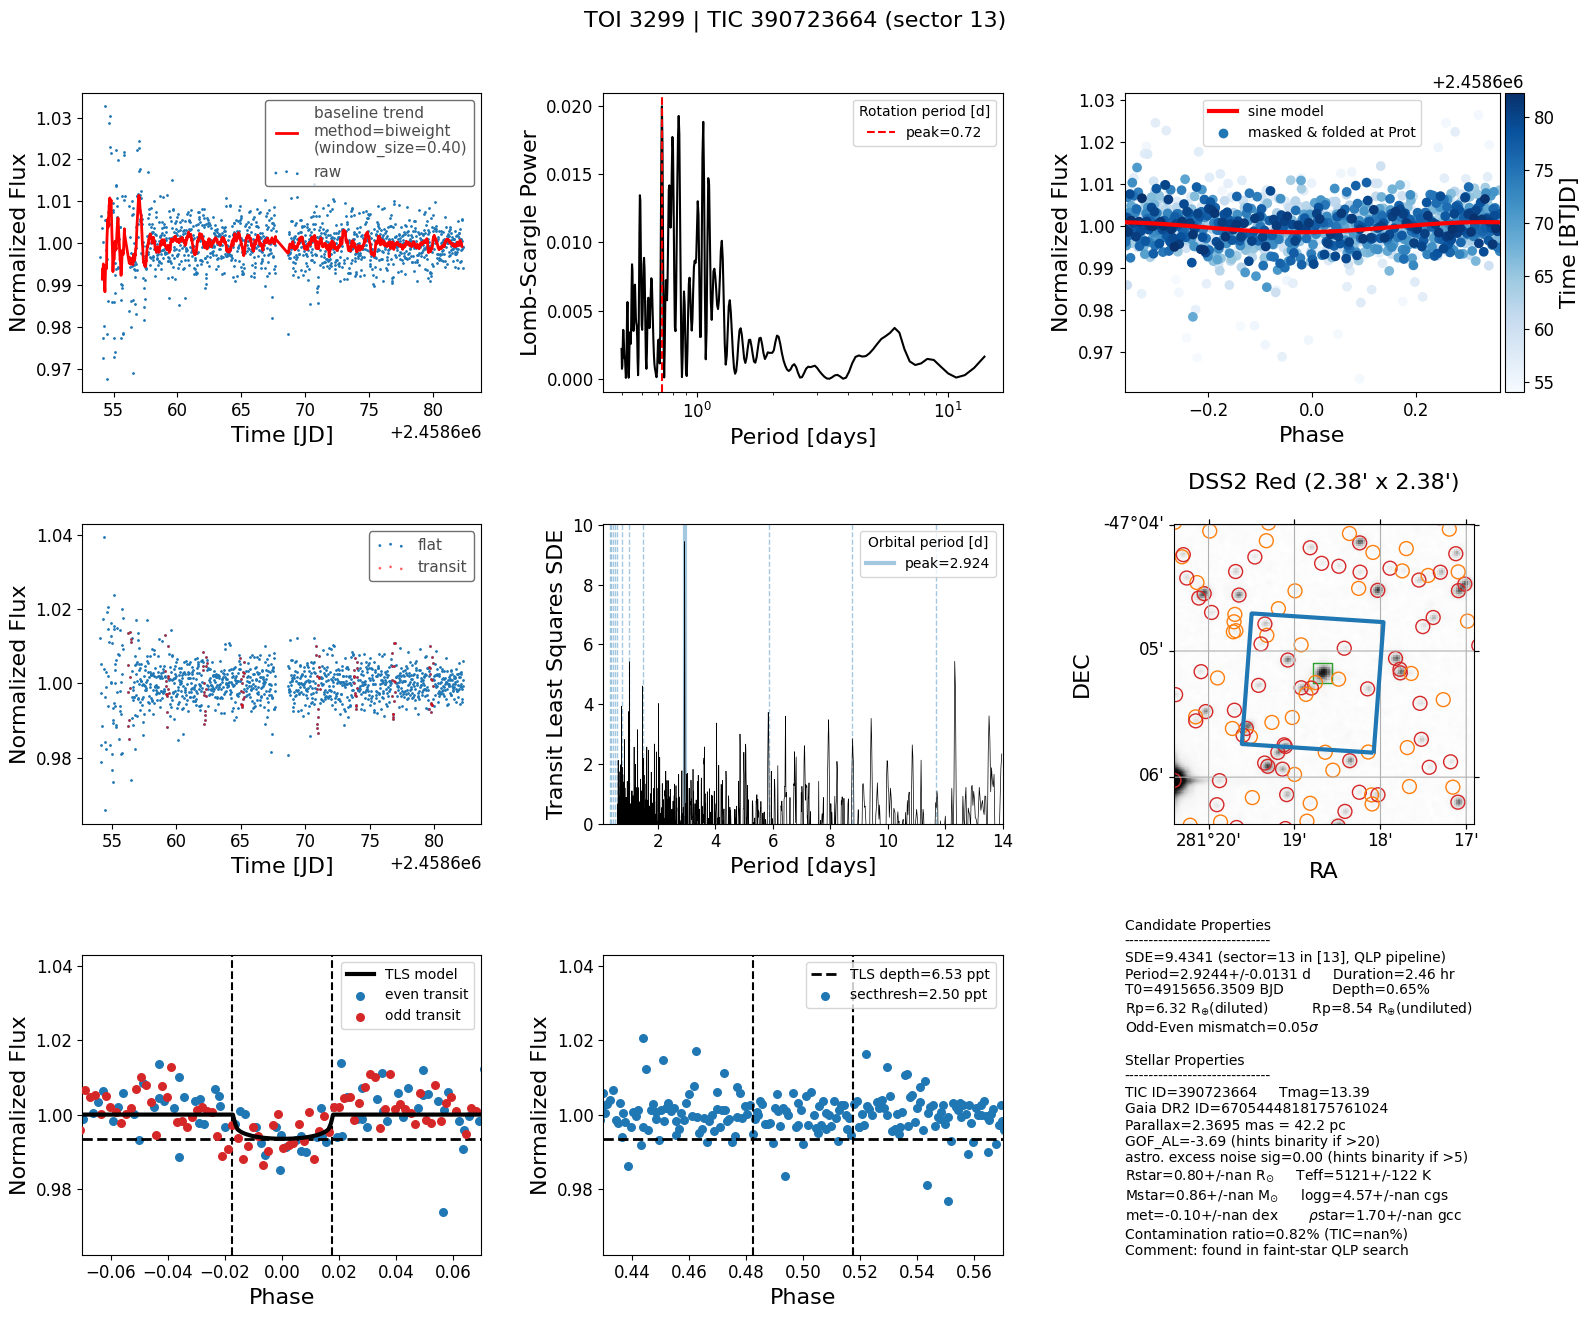 TOI 3299 | TIC 390723664 (sector 13)
Normalized Flux
1.03
1.02
1.01
1.00
0.99
0.98
0.97
baseline trend
method=biweight
(window_size=0.40)
raw
55 60 65 70 75 80
Time [JD]
+2.4586e6
Lomb-Scargle Power
0.020
0.015
0.010
0.005
0.000
Rotation period [d]
peak=0.72
10^0 10^1
Period [days]
Normalized Flux
1.03
1.02
1.01
1.00
0.99
0.98
0.97
sine model
masked & folded at Prot
−0.2 0.0 0.2
Phase
+2.4586e6
80
75
70
65
60
55
Time [BTJD]
Normalized Flux
1.04
1.02
1.00
0.98
flat
transit
55 60 65 70 75 80
Time [JD]
+2.4586e6
Transit Least Squares SDE
10
8
6
4
2
0
Orbital period [d]
peak=2.924
2 4 6 8 10 12 14
Period [days]
DSS2 Red (2.38' x 2.38')
DEC
-47°04'
05'
06'
281°20' 19' 18' 17'
RA
Normalized Flux
1.04
1.02
1.00
0.98
TLS model
even transit
odd transit
−0.06 −0.04 −0.02 0.00 0.02 0.04 0.06
Phase
Normalized Flux
1.04
1.02
1.00
0.98
TLS depth=6.53 ppt
secthresh=2.50 ppt
0.44 0.46 0.48 0.50 0.52 0.54 0.56
Phase
Candidate Properties
------------------------------
SDE=9.4341 (sector=13 in [13], QLP pipeline)
Period=2.9244+/-0.0131 d Duration=2.46 hr
T0=4915656.3509 BJD Depth=0.65%
Rp=6.32 R⊕(diluted) Rp=8.54 R⊕(undiluted)
Odd-Even mismatch=0.05σ
Stellar Properties
------------------------------
TIC ID=390723664 Tmag=13.39
Gaia DR2 ID=6705444818175761024
Parallax=2.3695 mas = 42.2 pc
GOF_AL=-3.69 (hints binarity if >20)
astro. excess noise sig=0.00 (hints binarity if >5)
Rstar=0.80+/-nan R⊙ Teff=5121+/-122 K
Mstar=0.86+/-nan M⊙ logg=4.57+/-nan cgs
met=-0.10+/-nan dex ρstar=1.70+/-nan gcc
Contamination ratio=0.82% (TIC=nan%)
Comment: found in faint-star QLP search